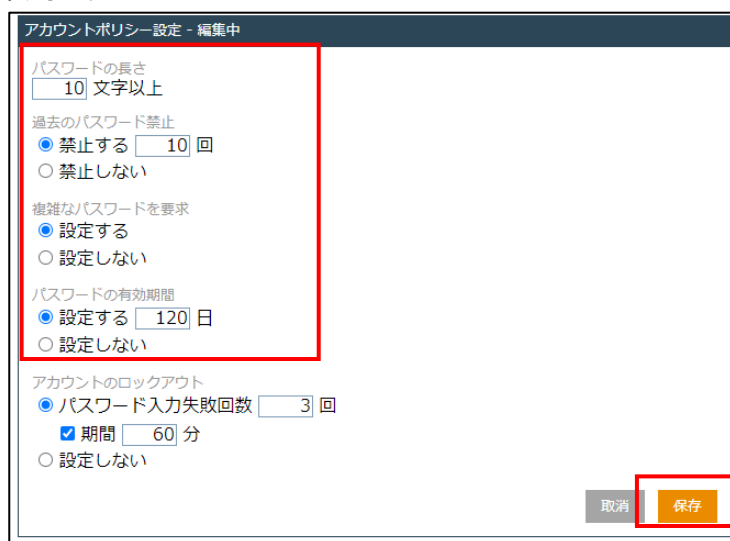 アカウントポリシー設定 - 編集中
パスワードの長さ
10 文字以上
過去のパスワード禁止
禁止する 10 回
禁止しない
複雑なパスワードを要求
設定する
設定しない
パスワードの有効期間
設定する 120 日
設定しない
アカウントのロックアウト
パスワード入力失敗回数 3 回
期間 60 分
設定しない
取消 保存